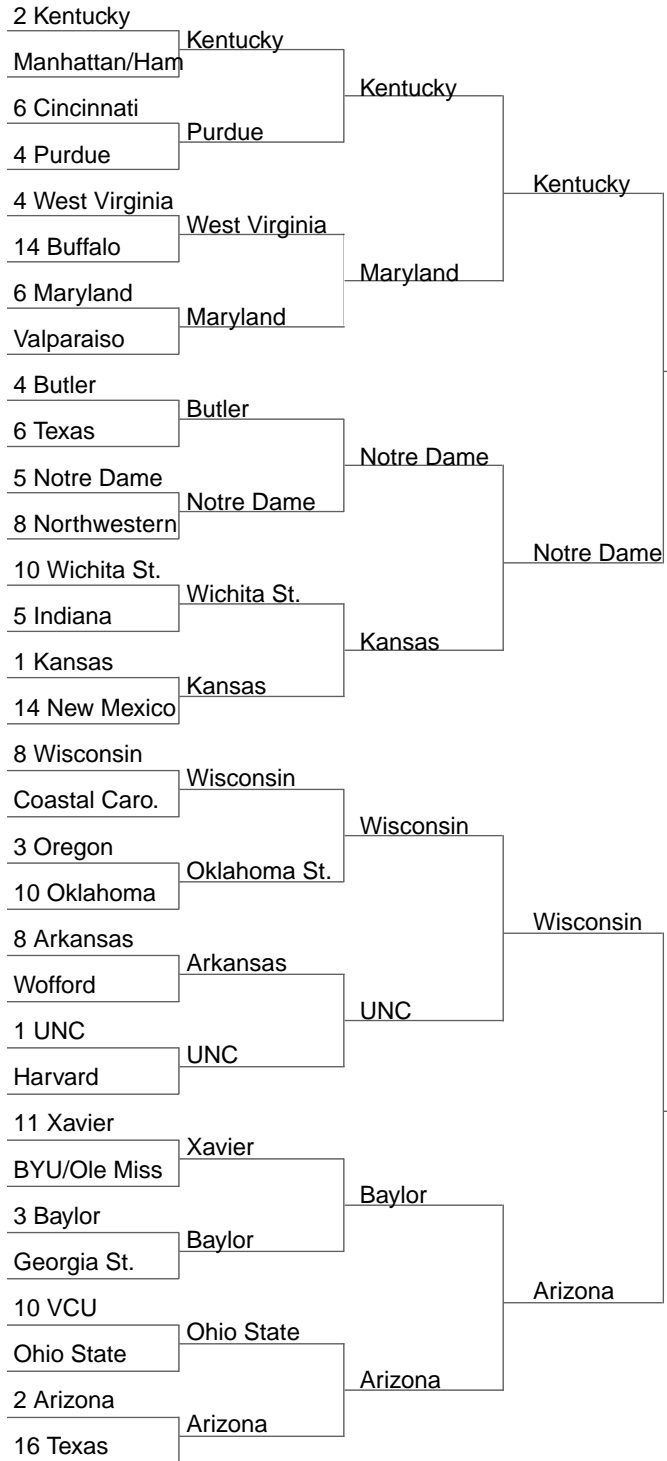 2 Kentucky
Manhattan/Ham
6 Cincinnati
4 Purdue
4 West Virginia
14 Buffalo
6 Maryland
Valparaiso
4 Butler
6 Texas
5 Notre Dame
8 Northwestern
10 Wichita St.
5 Indiana
1 Kansas
14 New Mexico
8 Wisconsin
Coastal Caro.
3 Oregon
10 Oklahoma
8 Arkansas
Wofford
1 UNC
Harvard
11 Xavier
BYU/Ole Miss
3 Baylor
Georgia St.
10 VCU
Ohio State
2 Arizona
16 Texas
Kentucky
Purdue
West Virginia
Maryland
Butler
Notre Dame
Wichita St.
Kansas
Wisconsin
Oklahoma St.
Arkansas
UNC
Xavier
Baylor
Ohio State
Arizona
Kentucky
Maryland
Notre Dame
Kansas
Wisconsin
UNC
Baylor
Arizona
Kentucky
Notre Dame
Wisconsin
Arizona